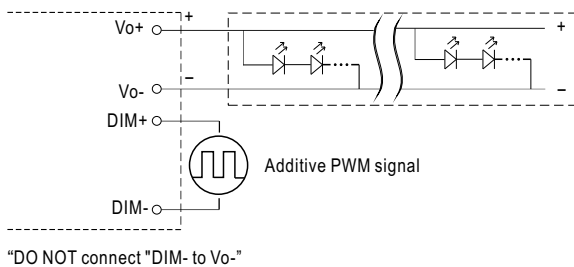 Vo+
+
+
Vo-
−
−
DIM+
Additive PWM signal
DIM-
“DO NOT connect "DIM- to Vo-”